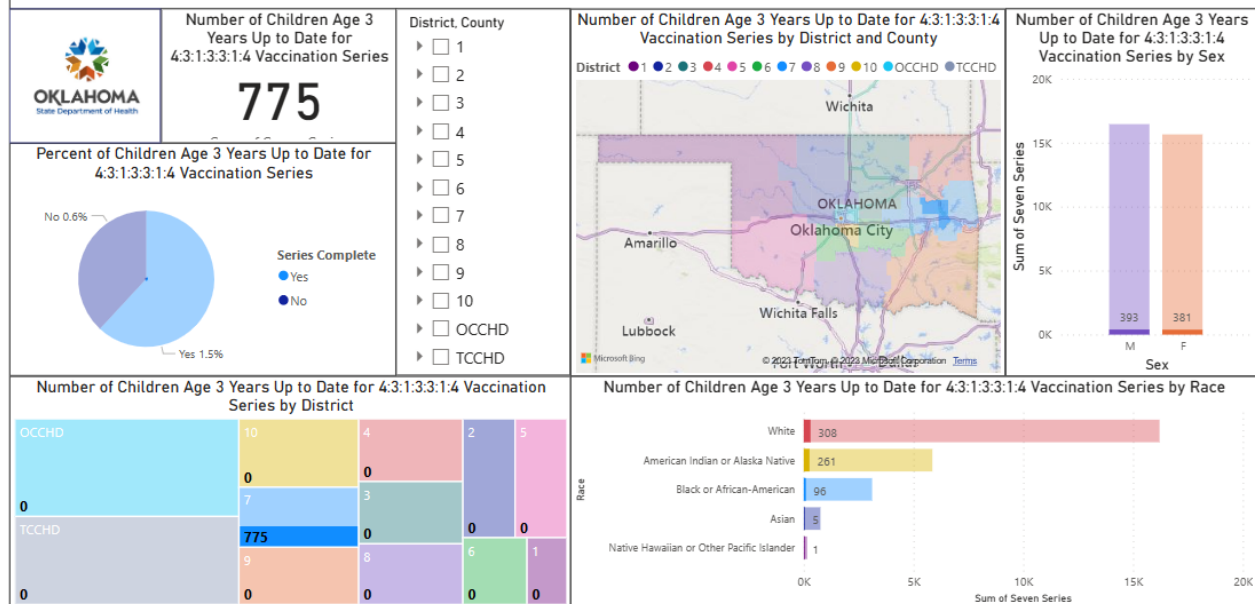 OKLAHOMA
State Department of Health
Number of Children Age 3
Years Up to Date for
4:3:1:3:3:1:4 Vaccination Series
775
Percent of Children Age 3 Years Up to Date for
4:3:1:3:3:1:4 Vaccination Series
No 0.6%
Yes 1.5%
Series Complete
Yes
No
District, County
1
2
3
4
5
6
7
8
9
10
OCCHD
TCCHD
Number of Children Age 3 Years Up to Date for 4:3:1:3:3:1:4
Vaccination Series by District and County
District 1 2 3 4 5 6 7 8 9 10 OCCHD TCCHD
Wichita
OKLAHOMA
Oklahoma City
Amarillo
Wichita Falls
Lubbock
Fort Worth Dallas
Microsoft Bing
© 2023 TomTom, © 2023 Microsoft Corporation Terms
Number of Children Age 3 Years
Up to Date for 4:3:1:3:3:1:4
Vaccination Series by Sex
Sum of Seven Series
20K
15K
10K
5K
0K
393
381
M
F
Sex
Number of Children Age 3 Years Up to Date for 4:3:1:3:3:1:4 Vaccination
Series by District
OCCHD
0
TCCHD
0
10
0
7
775
9
0
4
0
3
0
8
0
2
0
5
0
6
0
1
0
Number of Children Age 3 Years Up to Date for 4:3:1:3:3:1:4 Vaccination Series by Race
Race
White
308
American Indian or Alaska Native
261
Black or African-American
96
Asian
5
Native Hawaiian or Other Pacific Islander
1
0K 5K 10K 15K 20K
Sum of Seven Series